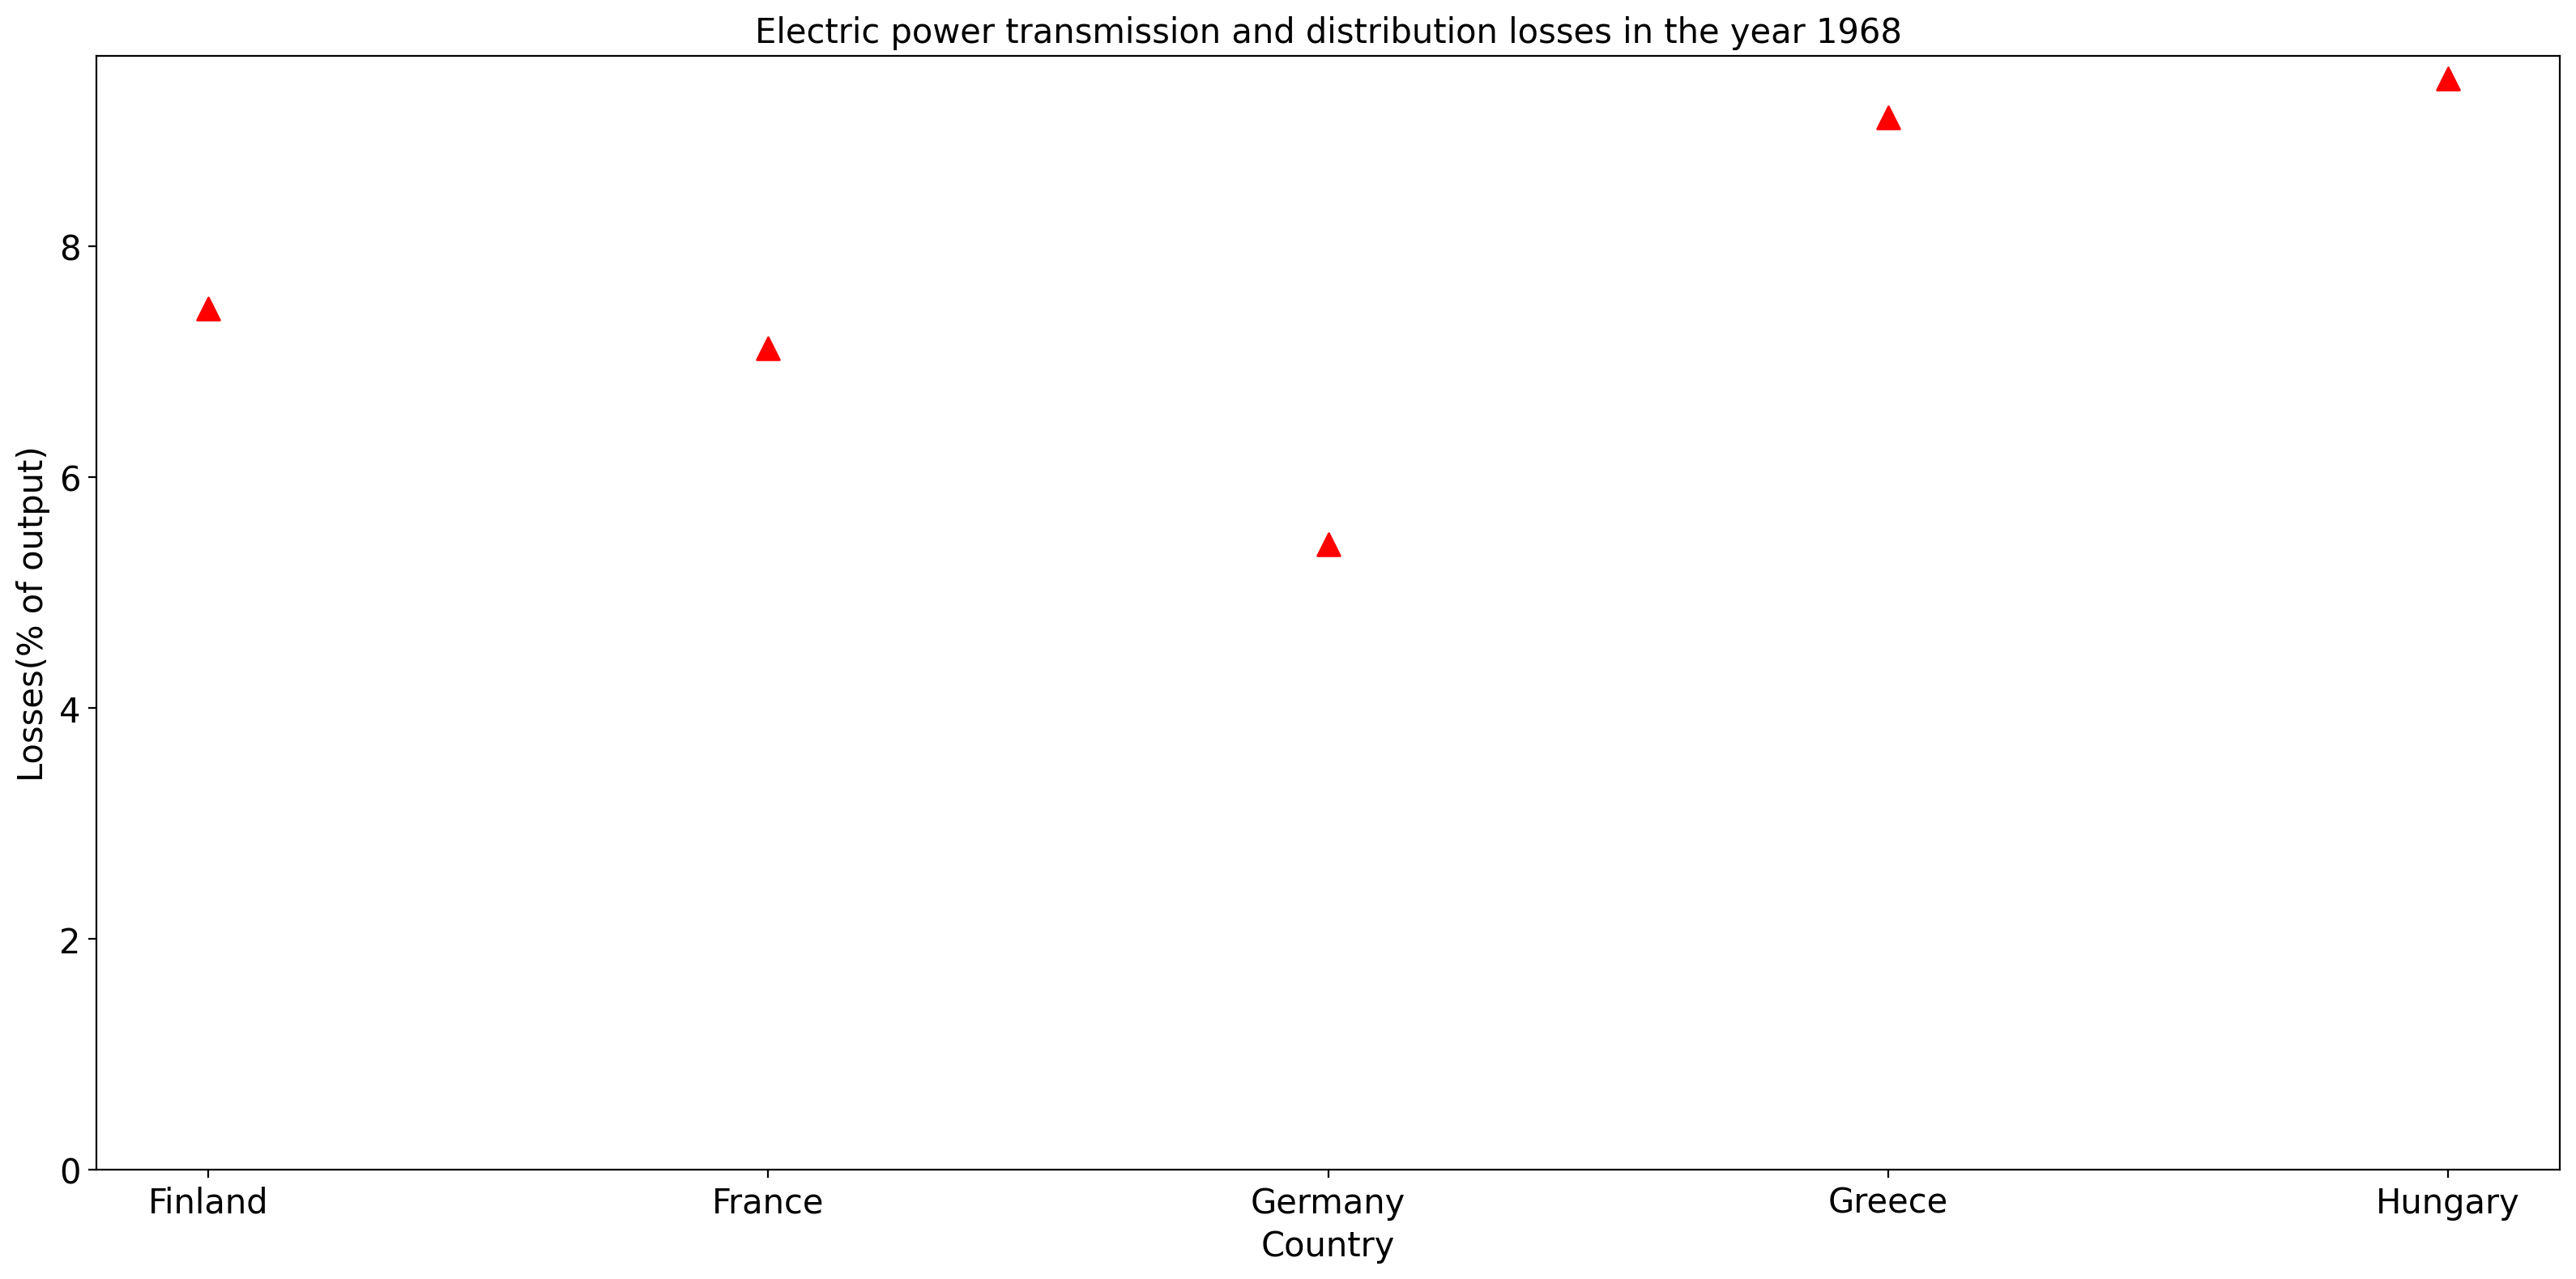 Electric power transmission and distribution losses in the year 1968
Losses(% of output)
8
6
4
2
0
Finland France Germany Greece Hungary
Country